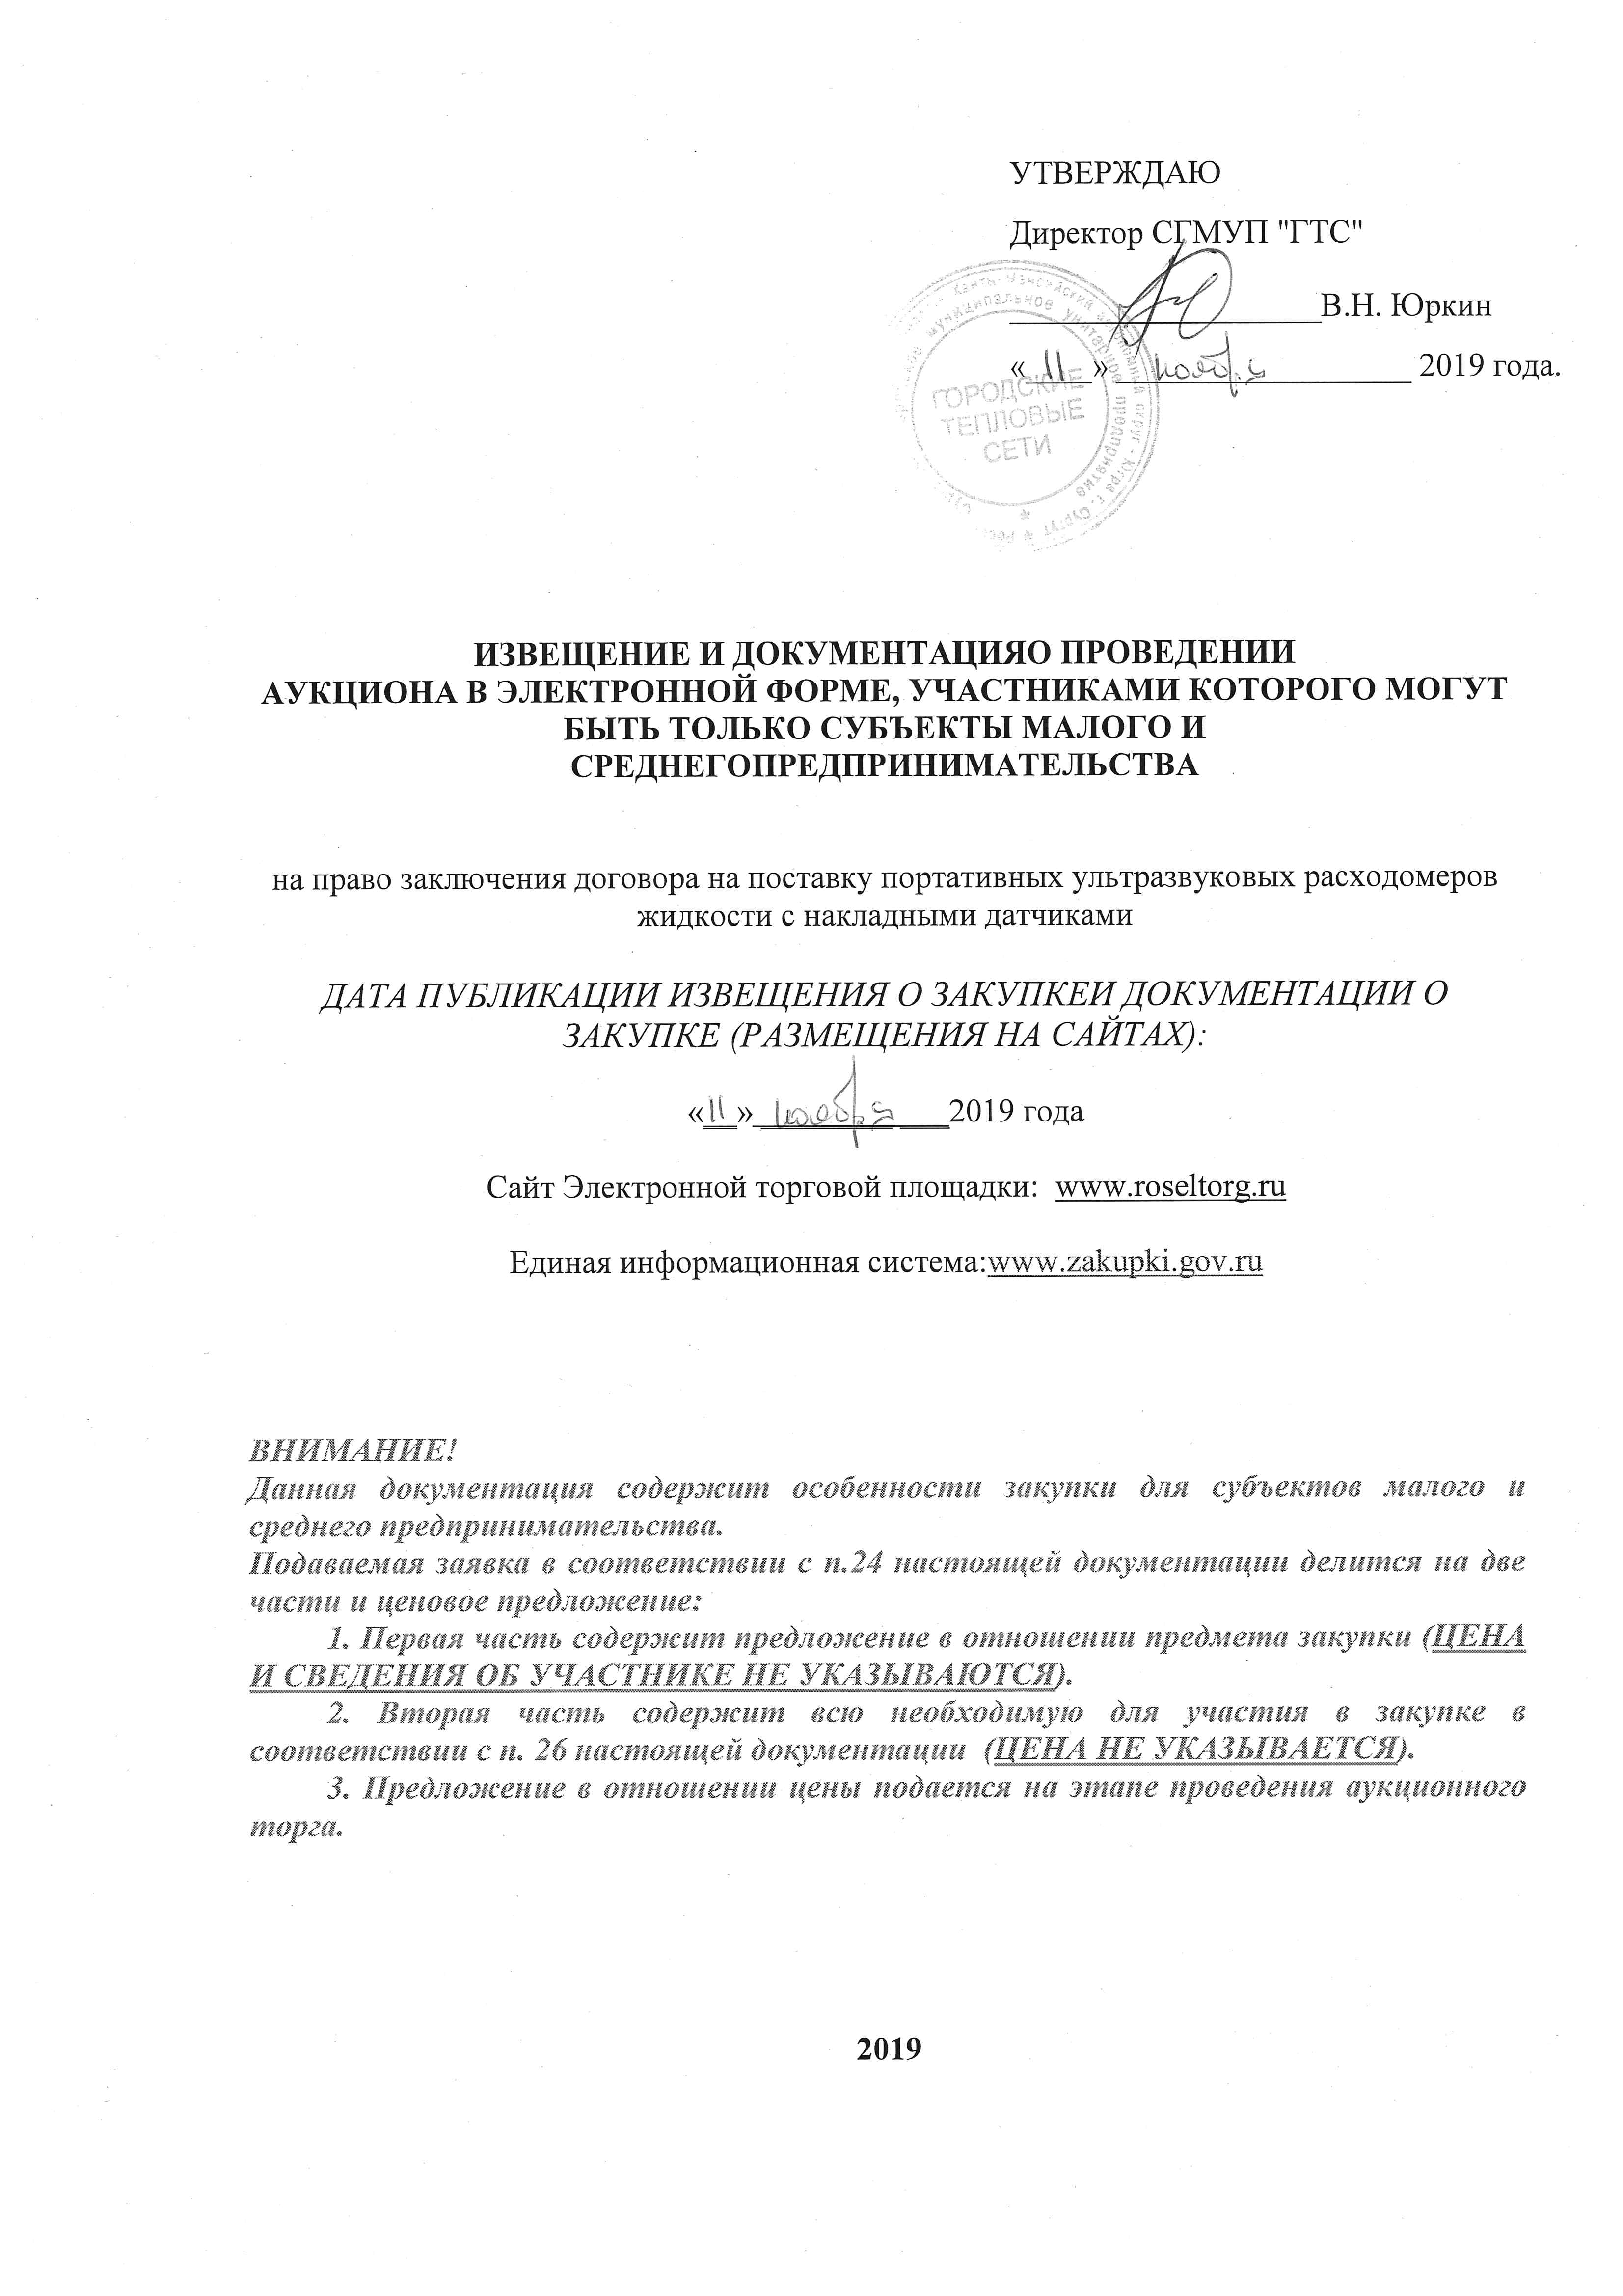 УТВЕРЖДАЮ
Директор СГМУП "ГТС"
В.Н. Юркин
«11» ноября 2019 года.
муниципальное унитарное предприятие
ГОРОДСКИЕ
ТЕПЛОВЫЕ
СЕТИ
ИЗВЕЩЕНИЕ И ДОКУМЕНТАЦИЯО ПРОВЕДЕНИИ
АУКЦИОНА В ЭЛЕКТРОННОЙ ФОРМЕ, УЧАСТНИКАМИ КОТОРОГО МОГУТ
БЫТЬ ТОЛЬКО СУБЪЕКТЫ МАЛОГО И
СРЕДНЕГОПРЕДПРИНИМАТЕЛЬСТВА
на право заключения договора на поставку портативных ультразвуковых расходомеров
жидкости с накладными датчиками
ДАТА ПУБЛИКАЦИИ ИЗВЕЩЕНИЯ О ЗАКУПКЕИ ДОКУМЕНТАЦИИ О
ЗАКУПКЕ (РАЗМЕЩЕНИЯ НА САЙТАХ):
«11» ноября 2019 года
Сайт Электронной торговой площадки: www.roseltorg.ru
Единая информационная система:www.zakupki.gov.ru
ВНИМАНИЕ!
Данная документация содержит особенности закупки для субъектов малого и
среднего предпринимательства.
Подаваемая заявка в соответствии с п.24 настоящей документации делится на две
части и ценовое предложение:
1. Первая часть содержит предложение в отношении предмета закупки (ЦЕНА
И СВЕДЕНИЯ ОБ УЧАСТНИКЕ НЕ УКАЗЫВАЮТСЯ).
2. Вторая часть содержит всю необходимую для участия в закупке в
соответствии с п. 26 настоящей документации (ЦЕНА НЕ УКАЗЫВАЕТСЯ).
3. Предложение в отношении цены подается на этапе проведения аукционного
торга.
2019